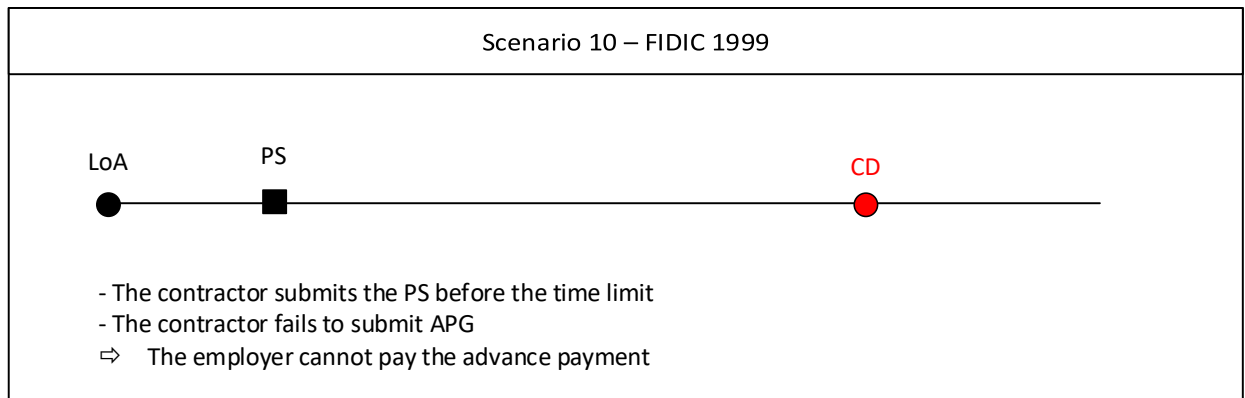 Scenario 10 – FIDIC 1999
LoA
PS
CD
- The contractor submits the PS before the time limit
- The contractor fails to submit APG
⇨ The employer cannot pay the advance payment